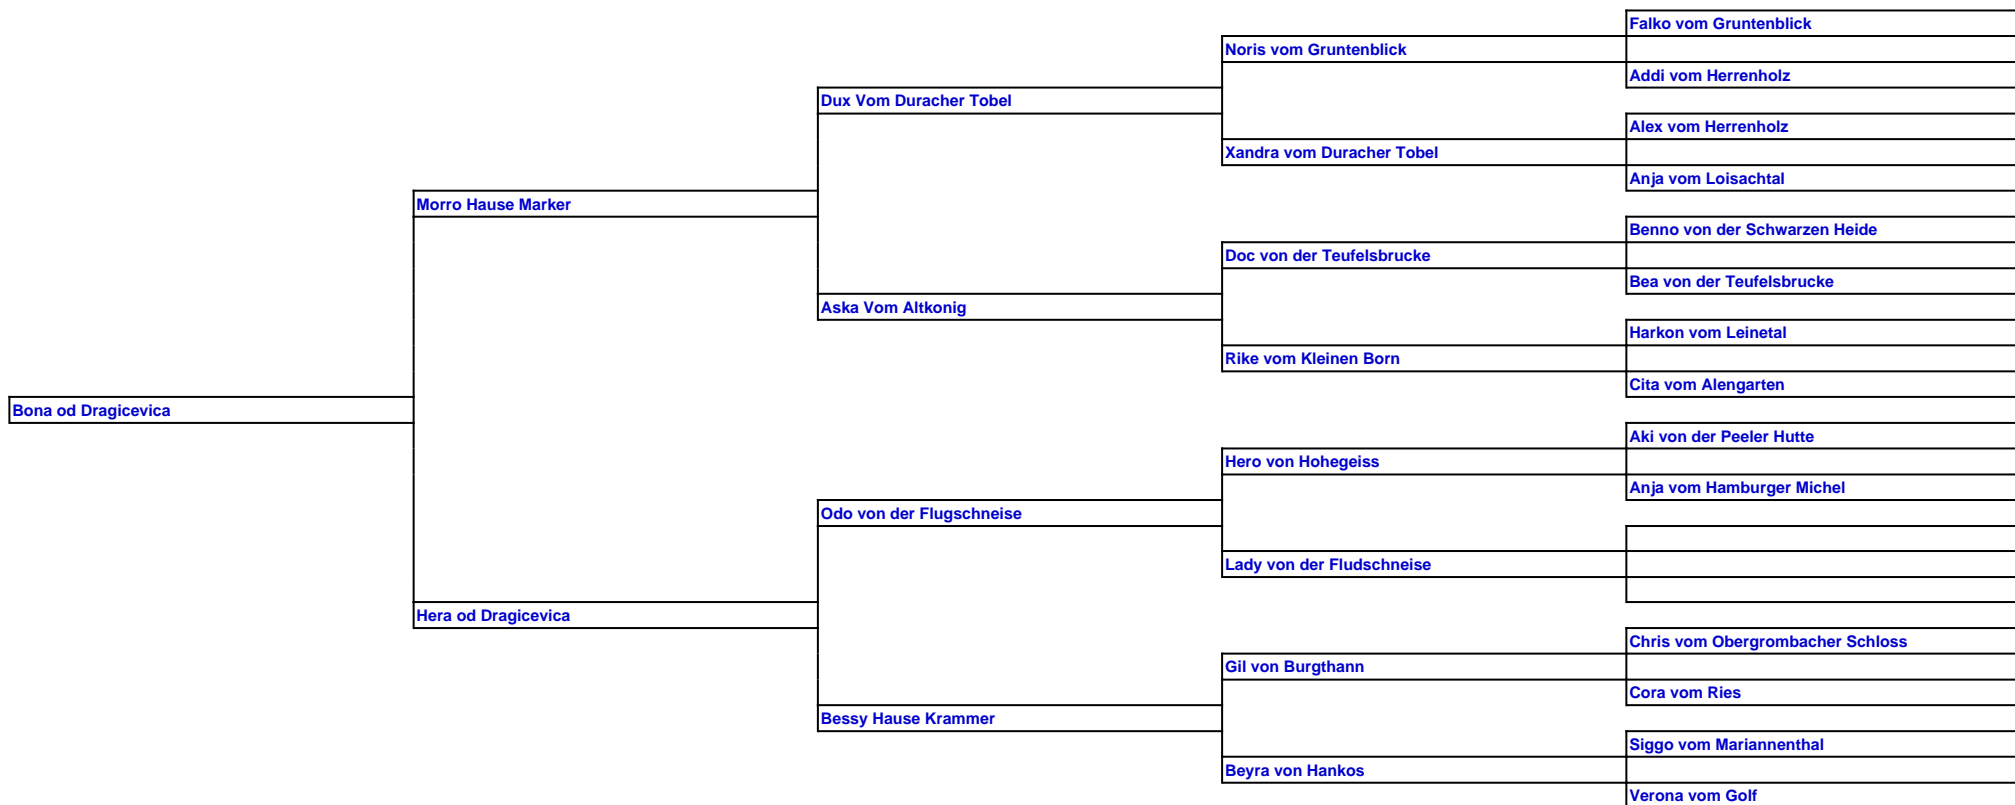 Falko vom Gruntenblick
Noris vom Gruntenblick
Addi vom Herrenholz
Dux Vom Duracher Tobel
Alex vom Herrenholz
Xandra vom Duracher Tobel
Anja vom Loisachtal
Morro Hause Marker
Benno von der Schwarzen Heide
Doc von der Teufelsbrucke
Bea von der Teufelsbrucke
Aska Vom Altkonig
Harkon vom Leinetal
Rike vom Kleinen Born
Cita vom Alengarten
Bona od Dragicevica
Aki von der Peeler Hutte
Hero von Hohegeiss
Anja vom Hamburger Michel
Odo von der Flugschneise
Lady von der Fludschneise
Hera od Dragicevica
Chris vom Obergrombacher Schloss
Gil von Burgthann
Cora vom Ries
Bessy Hause Krammer
Siggo vom Mariannenthal
Beyra von Hankos
Verona vom Golf